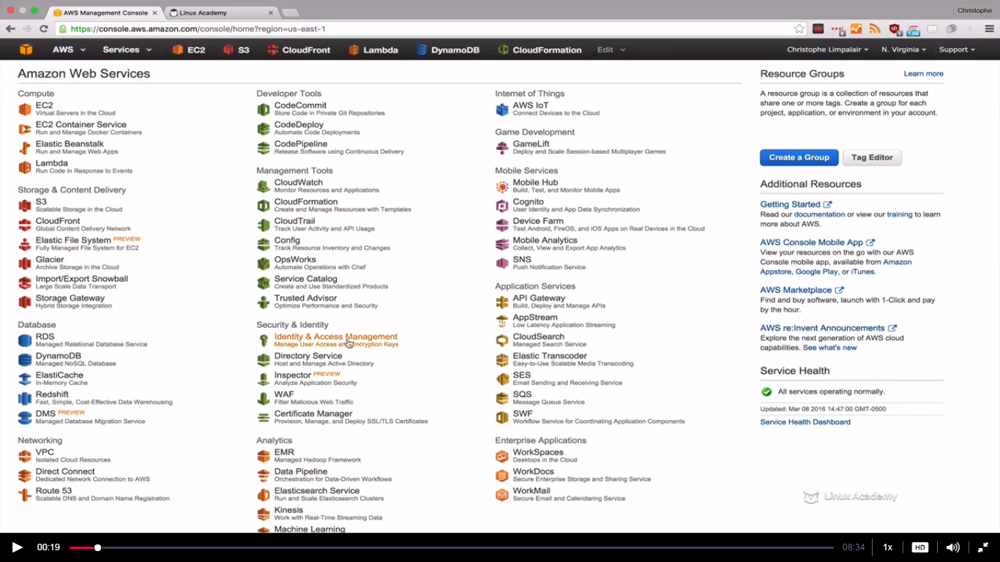 AWS Management Console
Linux Academy
Christophe
https://console.aws.amazon.com/console/home?region=us-east-1
AWS
Services
EC2
S3
CloudFront
Lambda
DynamoDB
CloudFormation
Edit
Christophe Limpalair
N. Virginia
Support
Amazon Web Services
Compute
EC2
Virtual Servers in the Cloud
EC2 Container Service
Run and Manage Docker Containers
Elastic Beanstalk
Run and Manage Web Apps
Lambda
Run Code in Response to Events
Storage & Content Delivery
S3
Scalable Storage in the Cloud
CloudFront
Global Content Delivery Network
Elastic File System PREVIEW
Fully Managed File System for EC2
Glacier
Archive Storage in the Cloud
Import/Export Snowball
Large Scale Data Transport
Storage Gateway
Hybrid Storage Integration
Database
RDS
Managed Relational Database Service
DynamoDB
Managed NoSQL Database
ElastiCache
In-Memory Cache
Redshift
Fast, Simple, Cost-Effective Data Warehousing
DMS PREVIEW
Managed Database Migration Service
Networking
VPC
Isolated Cloud Resources
Direct Connect
Dedicated Network Connection to AWS
Route 53
Scalable DNS and Domain Name Registration
Developer Tools
CodeCommit
Store Code in Private Git Repositories
CodeDeploy
Automate Code Deployments
CodePipeline
Release Software using Continuous Delivery
Management Tools
CloudWatch
Monitor Resources and Applications
CloudFormation
Create and Manage Resources with Templates
CloudTrail
Track User Activity and API Usage
Config
Track Resource Inventory and Changes
OpsWorks
Automate Operations with Chef
Service Catalog
Create and Use Standardized Products
Trusted Advisor
Optimize Performance and Security
Security & Identity
Identity & Access Management
Manage User Access and Encryption Keys
Directory Service
Host and Manage Active Directory
Inspector PREVIEW
Analyze Application Security
WAF
Filter Malicious Web Traffic
Certificate Manager
Provision, Manage, and Deploy SSL/TLS Certificates
Analytics
EMR
Managed Hadoop Framework
Data Pipeline
Orchestration for Data-Driven Workflows
Elasticsearch Service
Run and Scale Elasticsearch Clusters
Kinesis
Work with Real-Time Streaming Data
Machine Learning
Internet of Things
AWS IoT
Connect Devices to the Cloud
Game Development
GameLift
Deploy and Scale Session-based Multiplayer Games
Mobile Services
Mobile Hub
Build, Test, and Monitor Mobile Apps
Cognito
User Identity and App Data Synchronization
Device Farm
Test Android, FireOS, and iOS Apps on Real Devices in the Cloud
Mobile Analytics
Collect, View and Export App Analytics
SNS
Push Notification Service
Application Services
API Gateway
Build, Deploy and Manage APIs
AppStream
Low Latency Application Streaming
CloudSearch
Managed Search Service
Elastic Transcoder
Easy-to-Use Scalable Media Transcoding
SES
Email Sending and Receiving Service
SQS
Message Queue Service
SWF
Workflow Service for Coordinating Application Components
Enterprise Applications
WorkSpaces
Desktops in the Cloud
WorkDocs
Secure Enterprise Storage and Sharing Service
WorkMail
Secure Email and Calendaring Service
Resource Groups
Learn more
A resource group is a collection of resources that
share one or more tags. Create a group for each
project, application, or environment in your account.
Create a Group
Tag Editor
Additional Resources
Getting Started
Read our documentation or view our training to learn
more about AWS.
AWS Console Mobile App
View your resources on the go with our AWS
Console mobile app, available from Amazon
Appstore, Google Play, or iTunes.
AWS Marketplace
Find and buy software, launch with 1-Click and pay
by the hour.
AWS re:Invent Announcements
Explore the next generation of AWS cloud
capabilities. See what's new
Service Health
All services operating normally.
Updated: Mar 08 2016 14:47:00 GMT-0500
Service Health Dashboard
Linux Academy
00:19
08:34
1x
HD